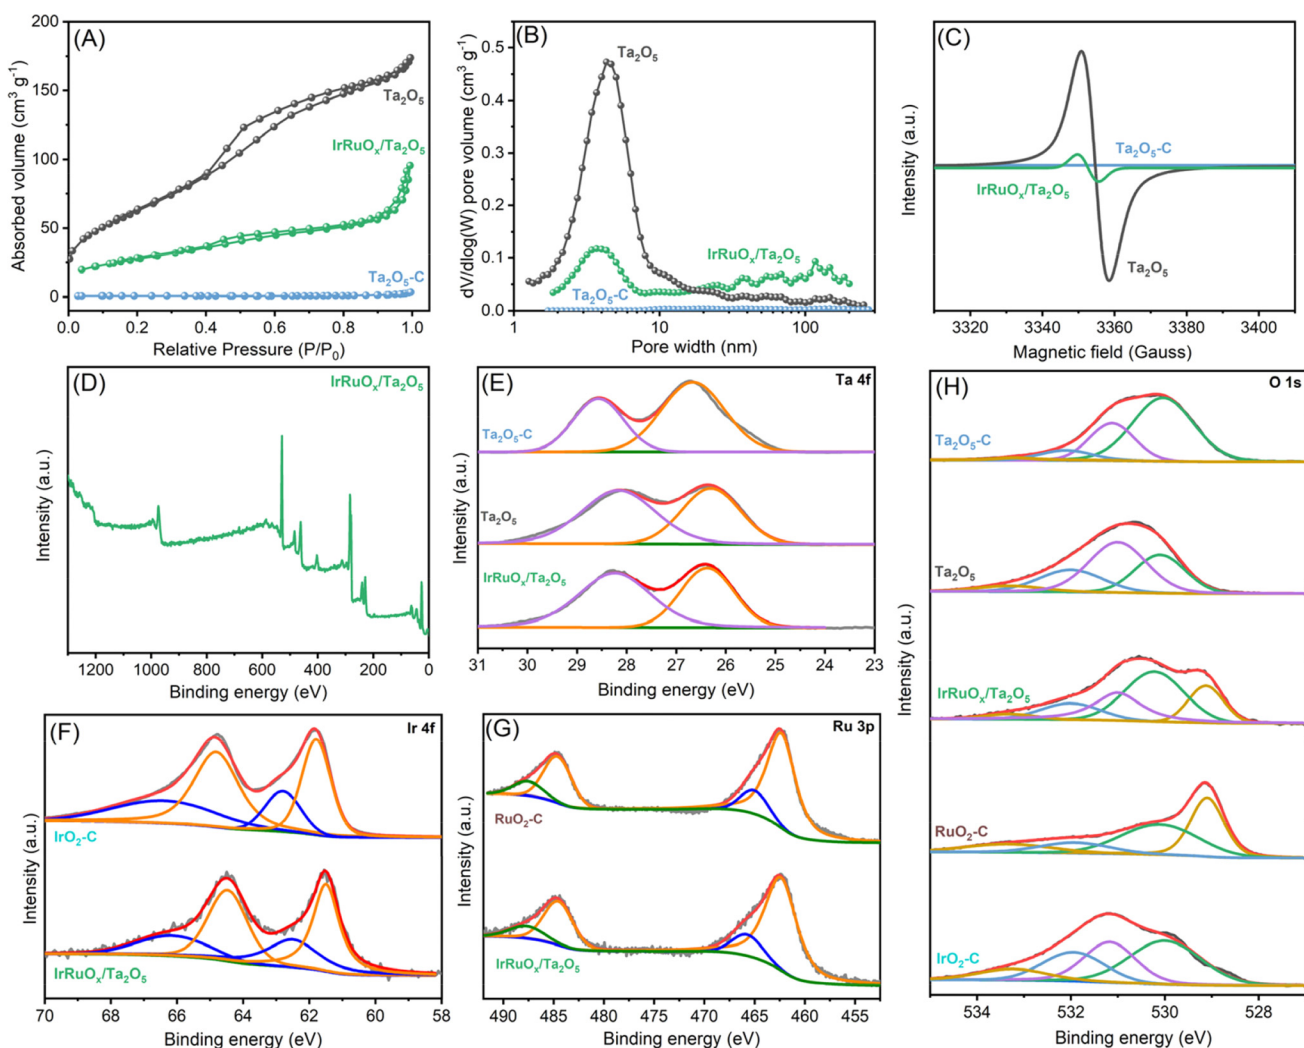 (A)
200
150
100
50
0
Absorbed volume (cm³ g⁻¹)
Ta₂O₅
IrRuOₓ/Ta₂O₅
Ta₂O₅-C
0.0 0.2 0.4 0.6 0.8 1.0
Relative Pressure (P/P₀)
(B)
0.5
0.4
0.3
0.2
0.1
0.0
dV/dlog(W) pore volume (cm³ g⁻¹)
Ta₂O₅
IrRuOₓ/Ta₂O₅
Ta₂O₅-C
1 10 100
Pore width (nm)
(C)
Intensity (a.u.)
Ta₂O₅-C
IrRuOₓ/Ta₂O₅
Ta₂O₅
3320 3340 3360 3380 3400
Magnetic field (Gauss)
(D)
IrRuOₓ/Ta₂O₅
Intensity (a.u.)
1200 1000 800 600 400 200 0
Binding energy (eV)
(E)
Ta 4f
Ta₂O₅-C
Ta₂O₅
IrRuOₓ/Ta₂O₅
Intensity (a.u.)
31 30 29 28 27 26 25 24 23
Binding energy (eV)
(F)
Ir 4f
IrO₂-C
IrRuOₓ/Ta₂O₅
Intensity (a.u.)
70 68 66 64 62 60 58
Binding energy (eV)
(G)
Ru 3p
RuO₂-C
IrRuOₓ/Ta₂O₅
Intensity (a.u.)
490 485 480 475 470 465 460 455
Binding energy (eV)
(H)
O 1s
Ta₂O₅-C
Ta₂O₅
IrRuOₓ/Ta₂O₅
RuO₂-C
IrO₂-C
Intensity (a.u.)
534 532 530 528
Binding energy (eV)